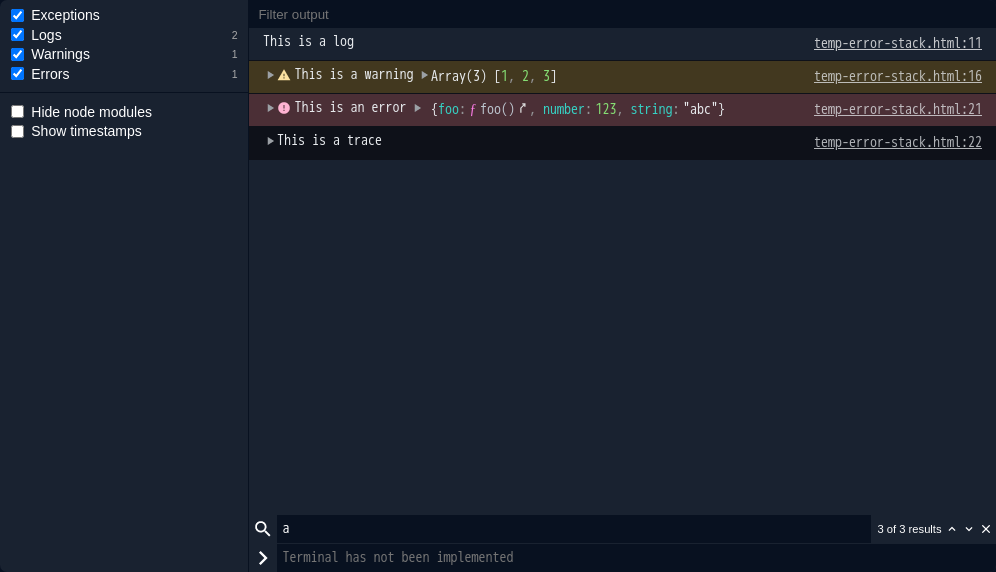 Exceptions
Logs 2
Warnings 1
Errors 1
Hide node modules
Show timestamps
Filter output
This is a log temp-error-stack.html:11
This is a warning Array(3) [1, 2, 3] temp-error-stack.html:16
This is an error {foo: ƒ foo(), number: 123, string: "abc"} temp-error-stack.html:21
This is a trace temp-error-stack.html:22
a 3 of 3 results
Terminal has not been implemented